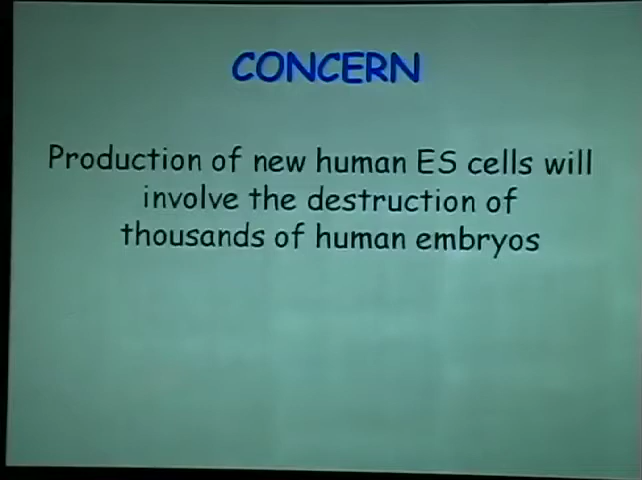 CONCERN
Production of new human ES cells will
involve the destruction of
thousands of human embryos